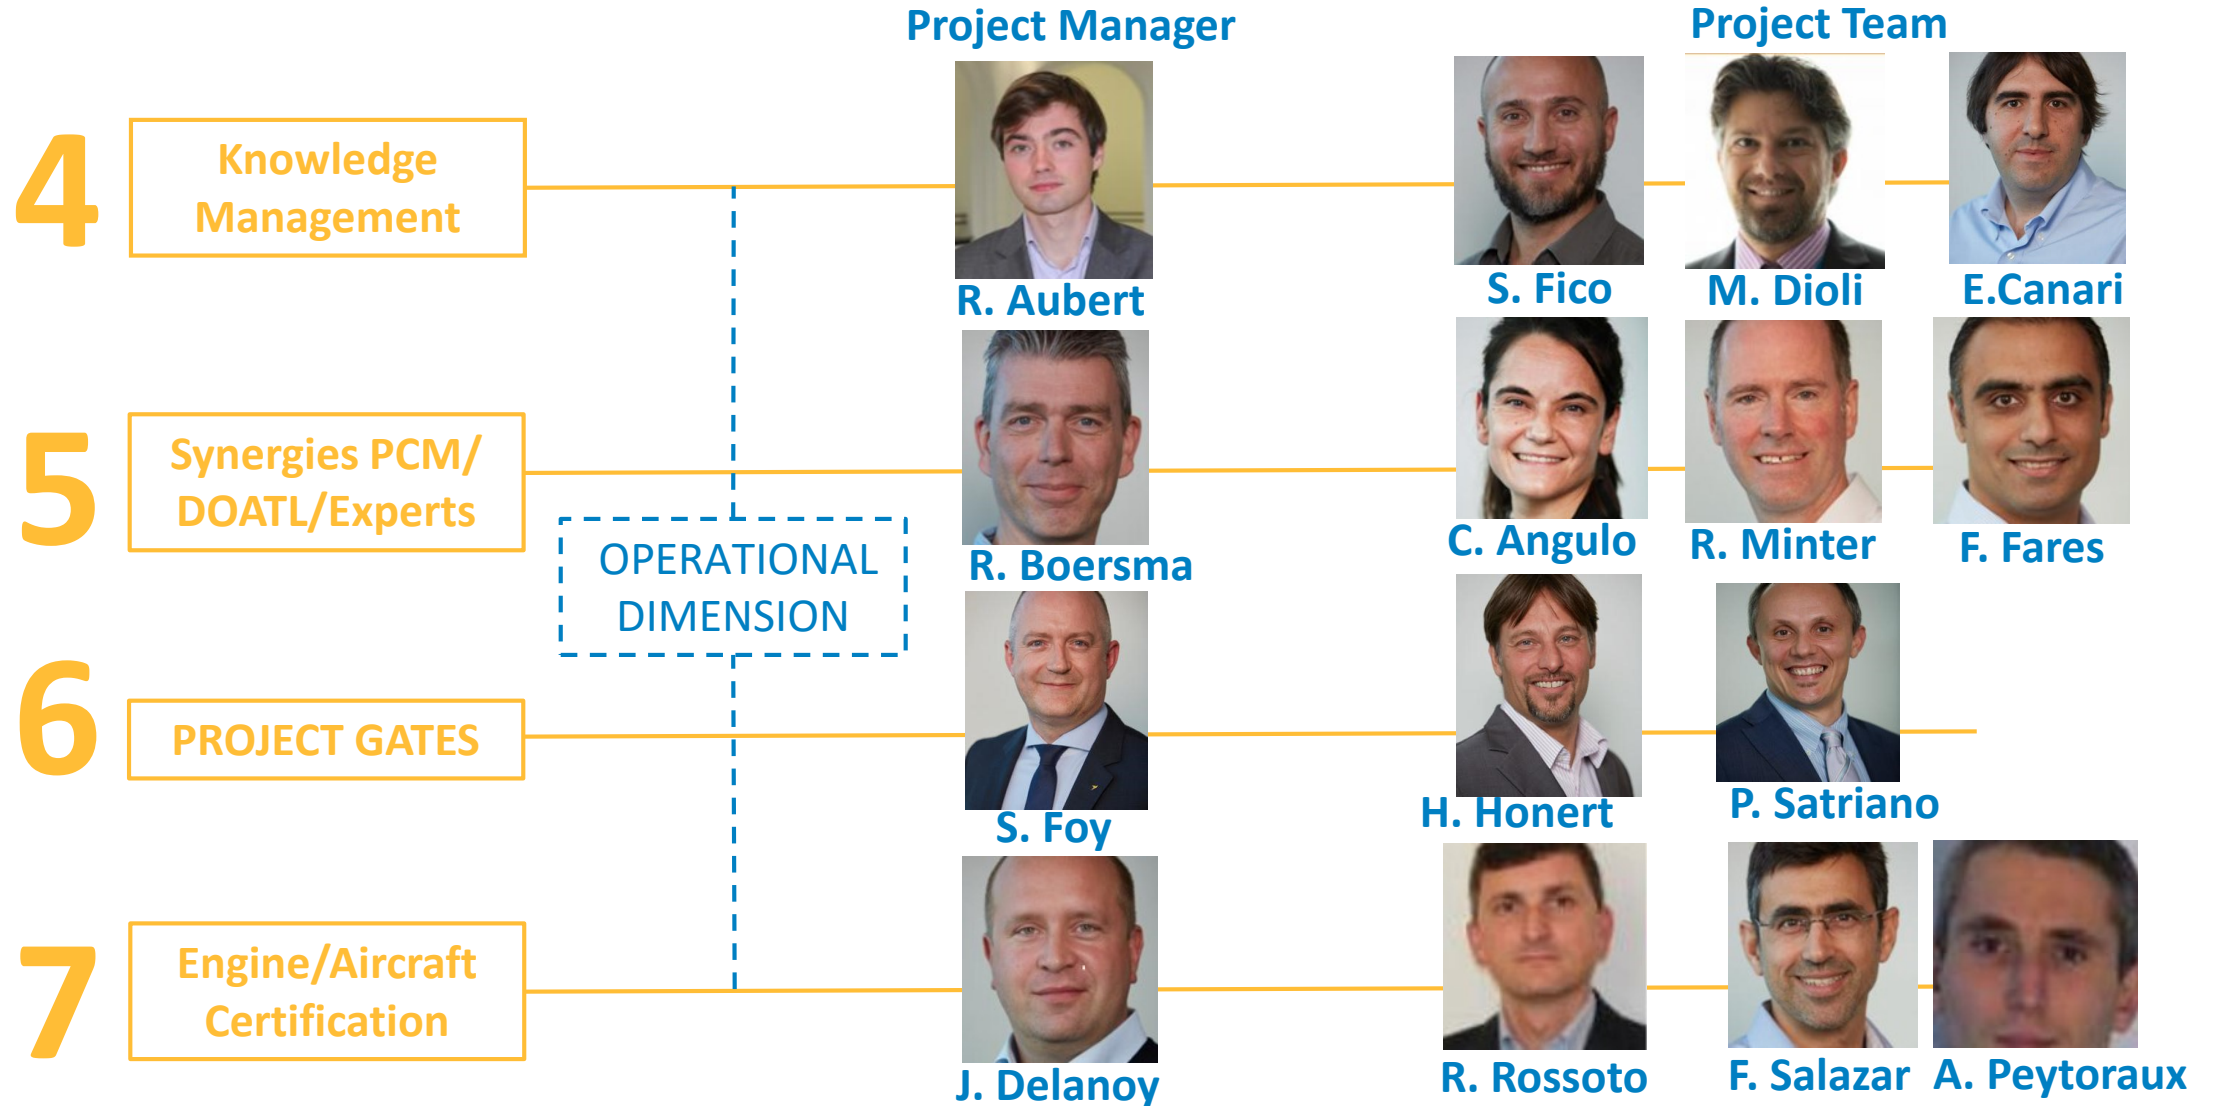 Project Manager
Project Team
4
Knowledge
Management
R. Aubert
S. Fico
M. Dioli
E.Canari
5
Synergies PCM/
DOATL/Experts
R. Boersma
C. Angulo
R. Minter
F. Fares
OPERATIONAL
DIMENSION
6
PROJECT GATES
S. Foy
H. Honert
P. Satriano
7
Engine/Aircraft
Certification
J. Delanoy
R. Rossoto
F. Salazar
A. Peytoraux